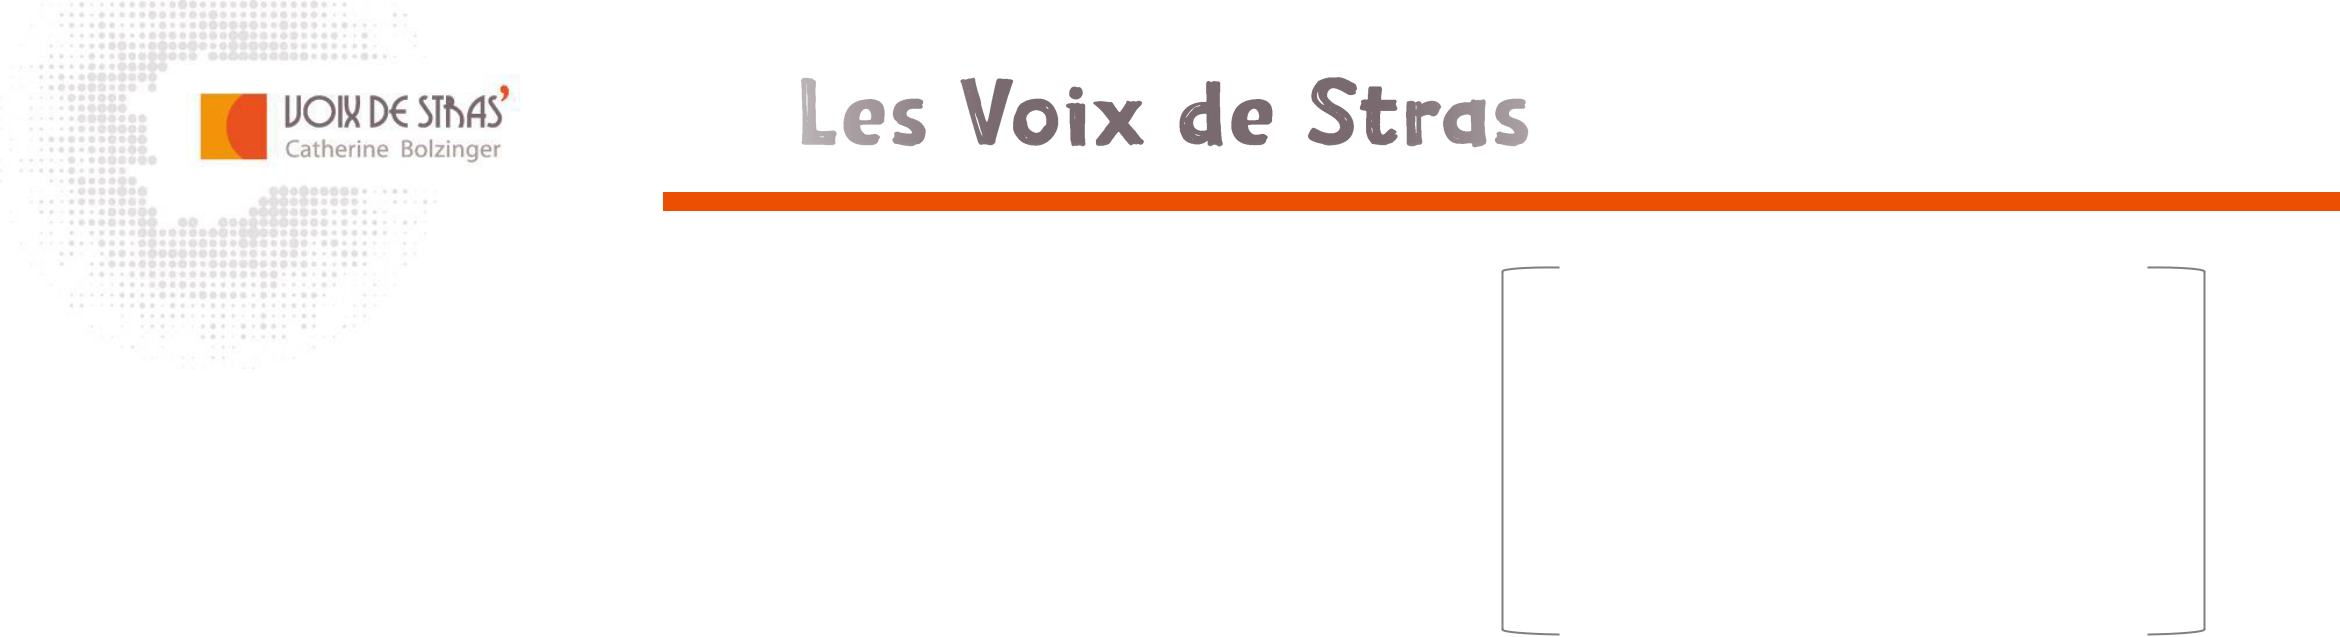 VOIX DE STRAS'
Catherine Bolzinger
Les Voix de Stras